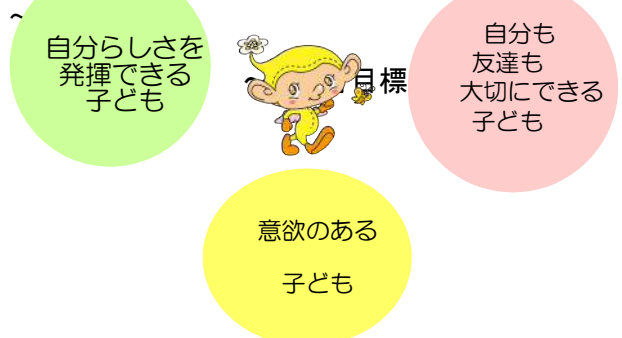 ~
~
目標
自分らしさを
発揮できる
子ども
自分も
友達も
大切にできる
子ども
意欲のある
子ども